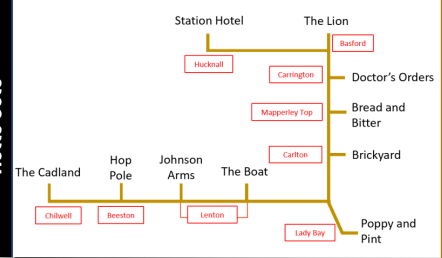 Station Hotel
The Lion
Basford
Hucknall
Carrington
Doctor's Orders
Mapperley Top
Bread and
Bitter
Carlton
Brickyard
The Cadland
Hop
Pole
Johnson
Arms
The Boat
Chilwell
Beeston
Lenton
Lady Bay
Poppy and
Pint